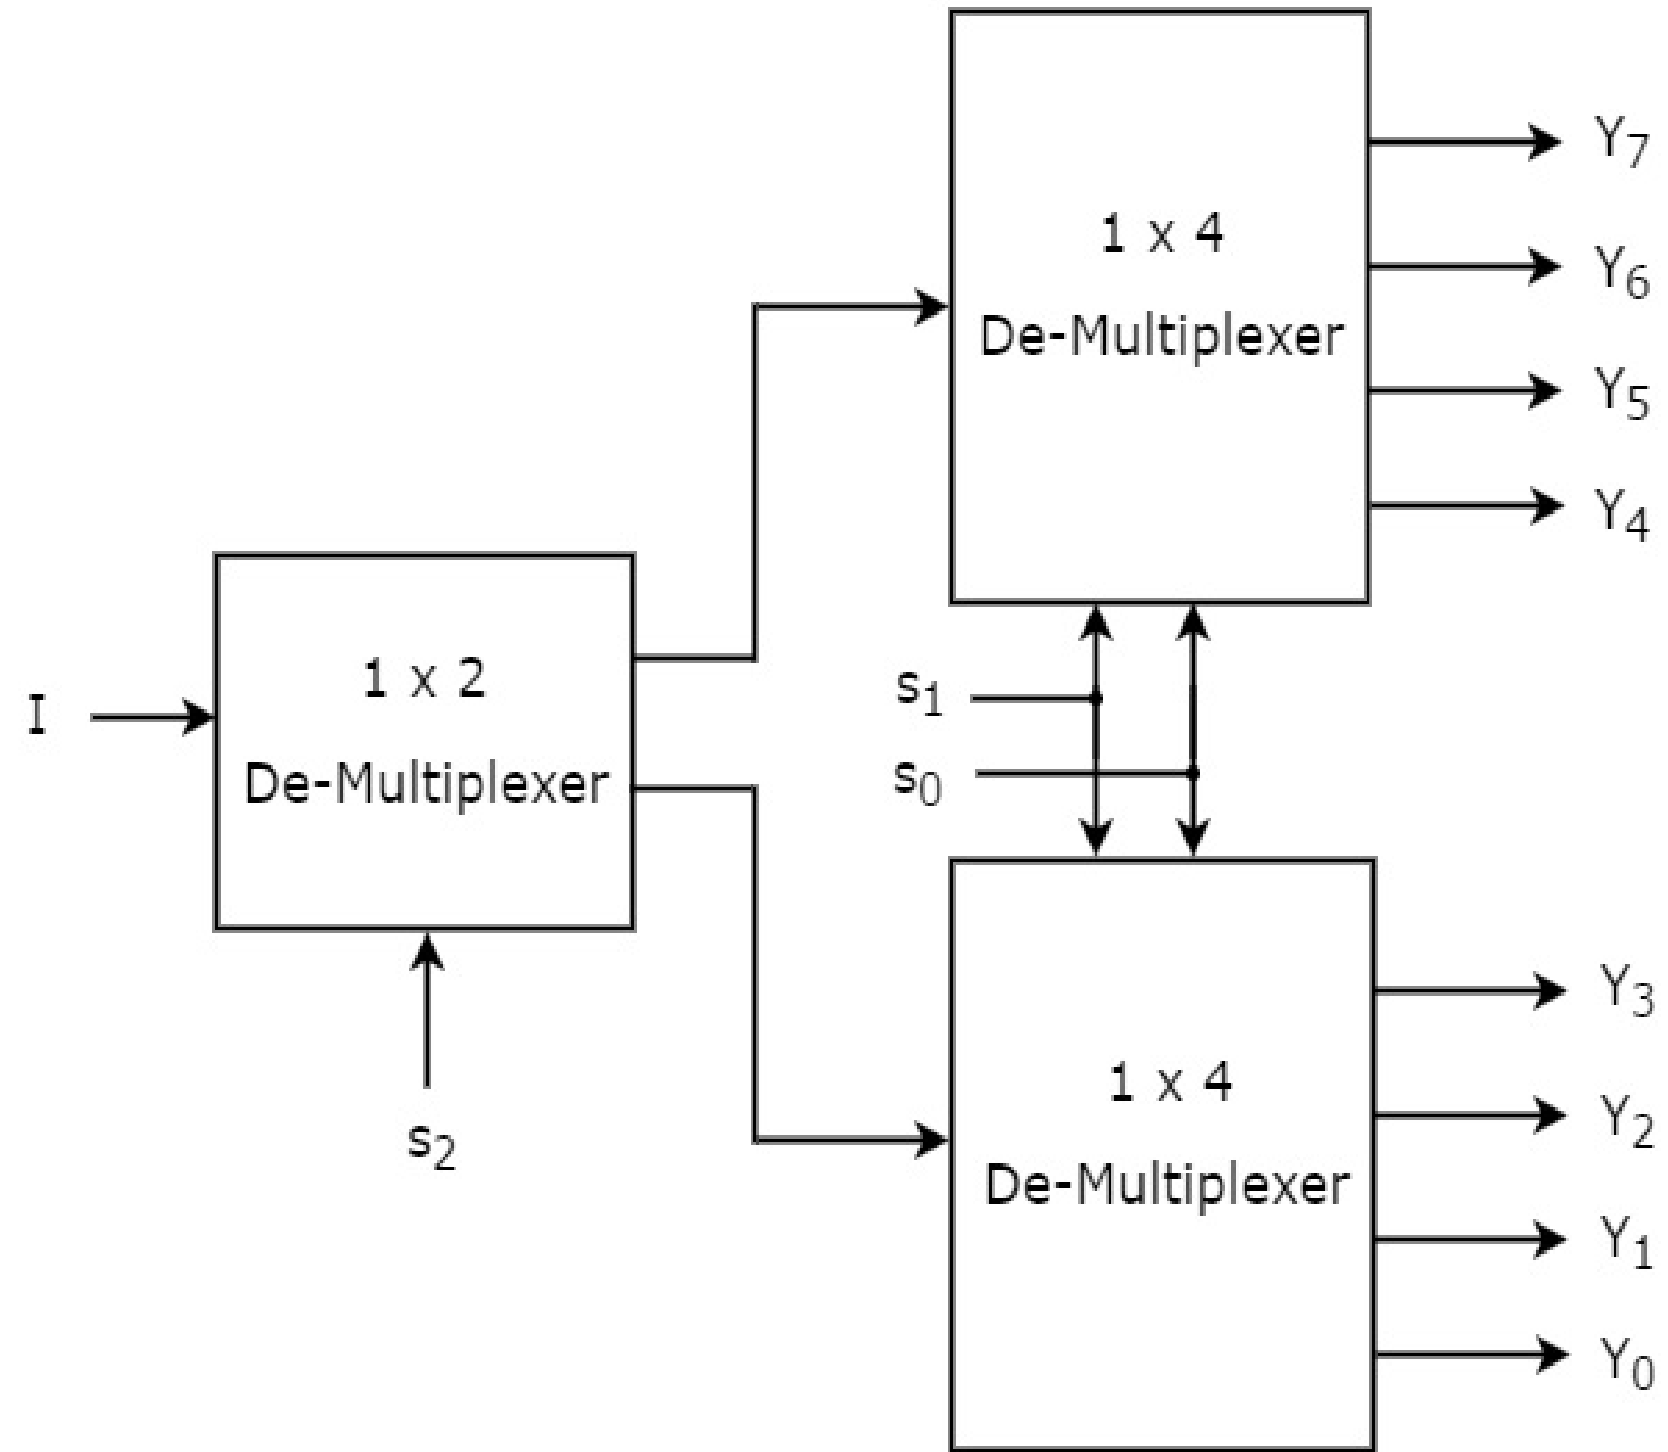 Y₇
1 x 4
Y₆
De-Multiplexer
Y₅
Y₄
1 x 2
s₁
I
De-Multiplexer
s₀
Y₃
1 x 4
Y₂
s₂
De-Multiplexer
Y₁
Y₀